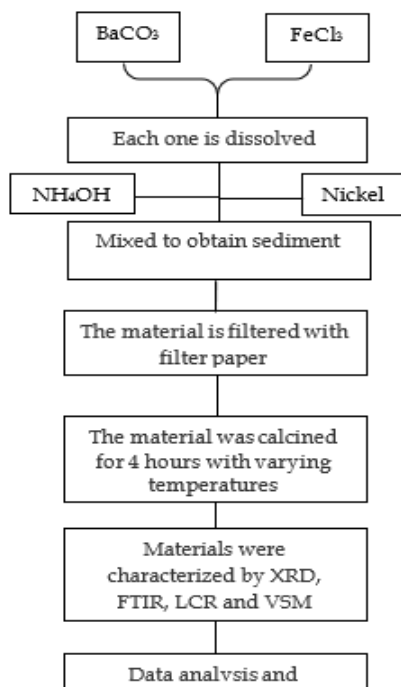 BaCO₃ FeCl₃
Each one is dissolved
NH₄OH Nickel
Mixed to obtain sediment
The material is filtered with
filter paper
The material was calcined
for 4 hours with varying
temperatures
Materials were
characterized by XRD,
FTIR, LCR and VSM
Data analysis and